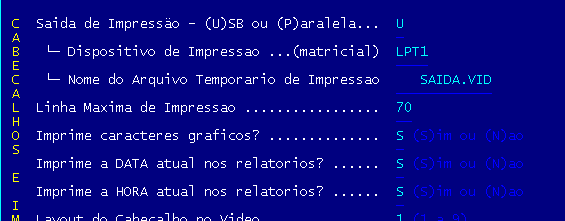 Saida de Impressão - (U)SB ou (P)aralela... U
└─ Dispositivo de Impressao ...(matricial) LPT1
└─ Nome do Arquivo Temporario de Impressao SAIDA.VID
Linha Maxima de Impressao ................. 70
Imprime caracteres graficos? .............. S (S)im ou (N)ao
Imprime a DATA atual nos relatorios? ...... S (S)im ou (N)ao
Imprime a HORA atual nos relatorios? ...... S (S)im ou (N)ao
Layout do Cabecalho no Video 1 (1 - 9)
C
A
B
E
C
A
L
H
O
S
E
I
M